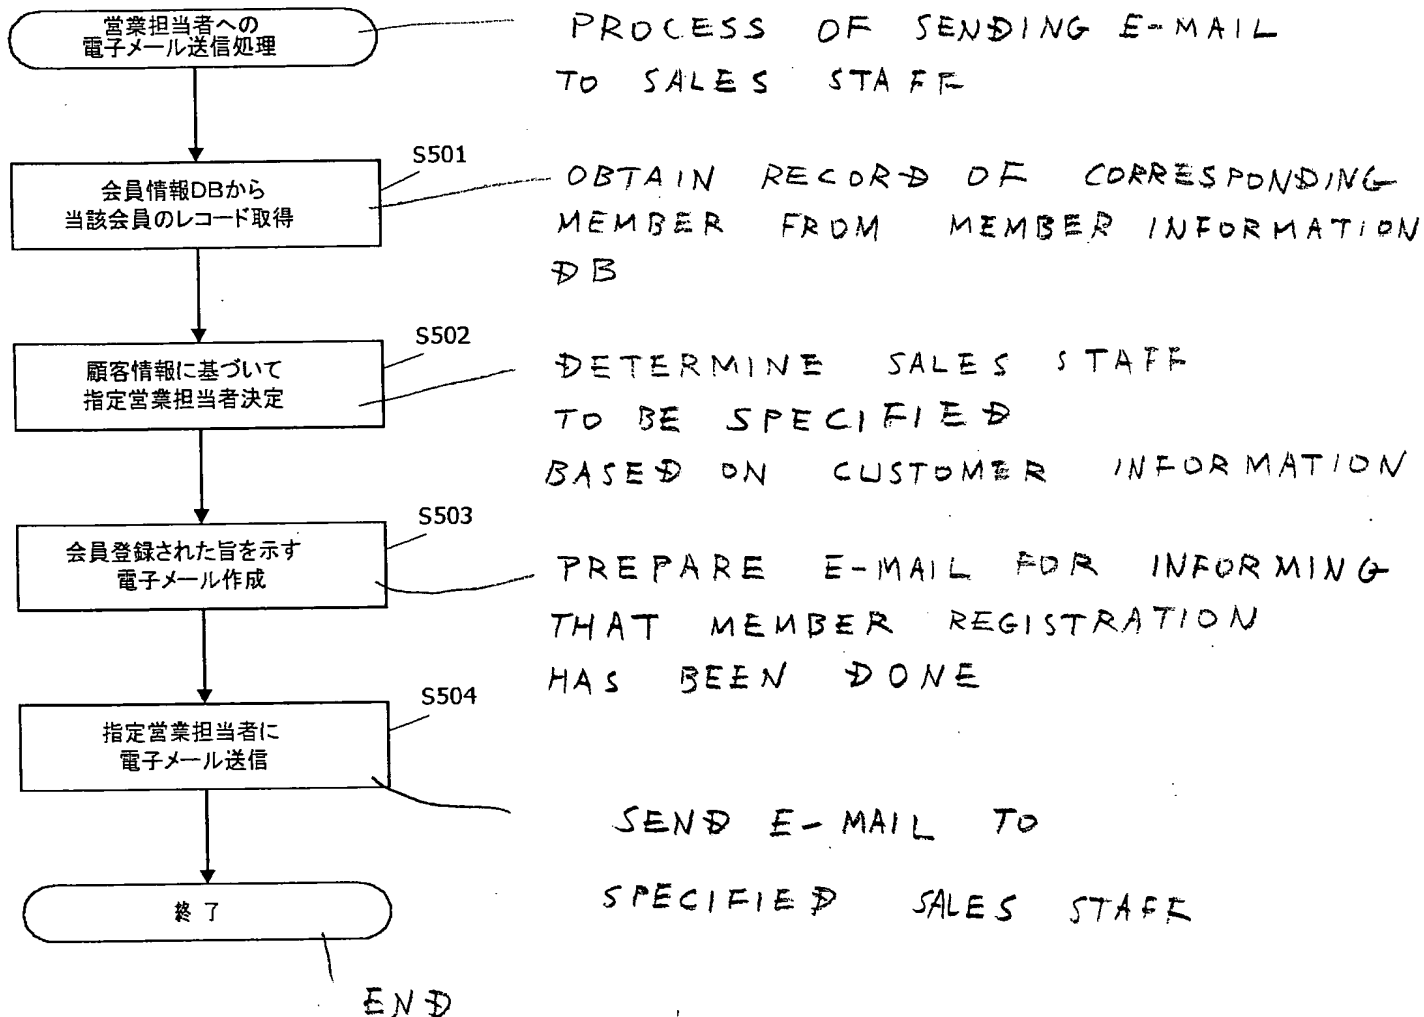 営業担当者への
電子メール送信処理
PROCESS OF SENDING E-MAIL
TO SALES STAFF
S501
会員情報DBから
当該会員のレコード取得
OBTAIN RECORD OF CORRESPONDING
MEMBER FROM MEMBER INFORMATION
DB
S502
顧客情報に基づいて
指定営業担当者決定
DETERMINE SALES STAFF
TO BE SPECIFIED
BASED ON CUSTOMER INFORMATION
S503
会員登録された旨を示す
電子メール作成
PREPARE E-MAIL FOR INFORMING
THAT MEMBER REGISTRATION
HAS BEEN DONE
S504
指定営業担当者に
電子メール送信
SEND E-MAIL TO
SPECIFIED SALES STAFF
終了
END